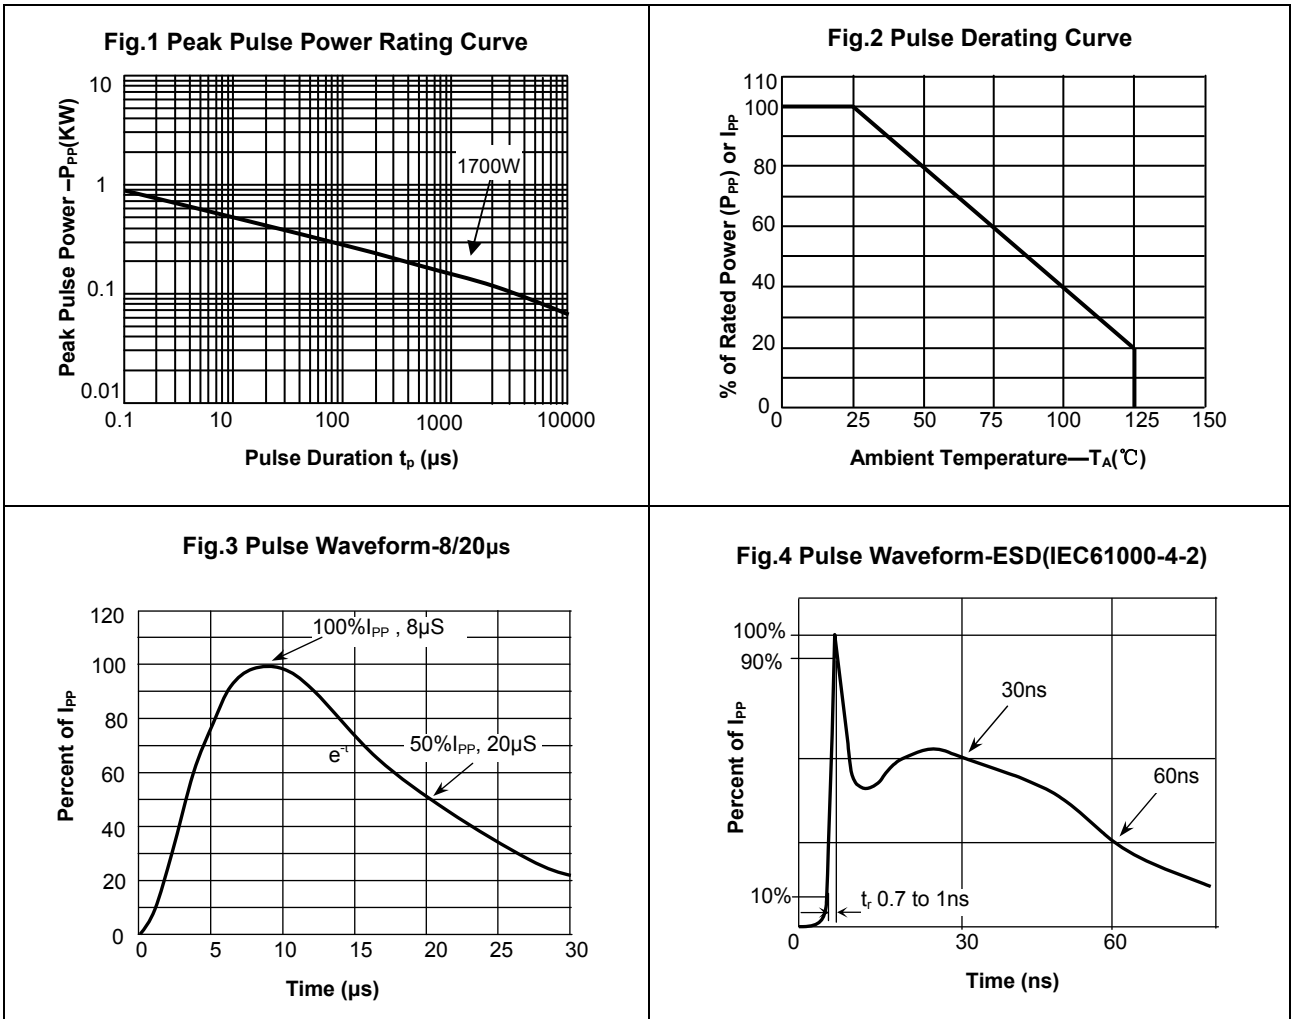 Fig.1 Peak Pulse Power Rating Curve
Peak Pulse Power –PPP(KW)
10
1
0.1
0.01
1700W
0.1
10
100
1000
10000
Pulse Duration tp (µs)
Fig.2 Pulse Derating Curve
% of Rated Power (PPP) or IPP
110
100
80
60
40
20
0
0
25
50
75
100
125
150
Ambient Temperature—TA(℃)
Fig.3 Pulse Waveform-8/20µs
Percent of IPP
120
100
80
60
40
20
0
100%IPP , 8µS
e-t
50%IPP, 20µS
0
5
10
15
20
25
30
Time (µs)
Fig.4 Pulse Waveform-ESD(IEC61000-4-2)
Percent of IPP
100%
90%
10%
30ns
60ns
tr 0.7 to 1ns
0
30
60
Time (ns)